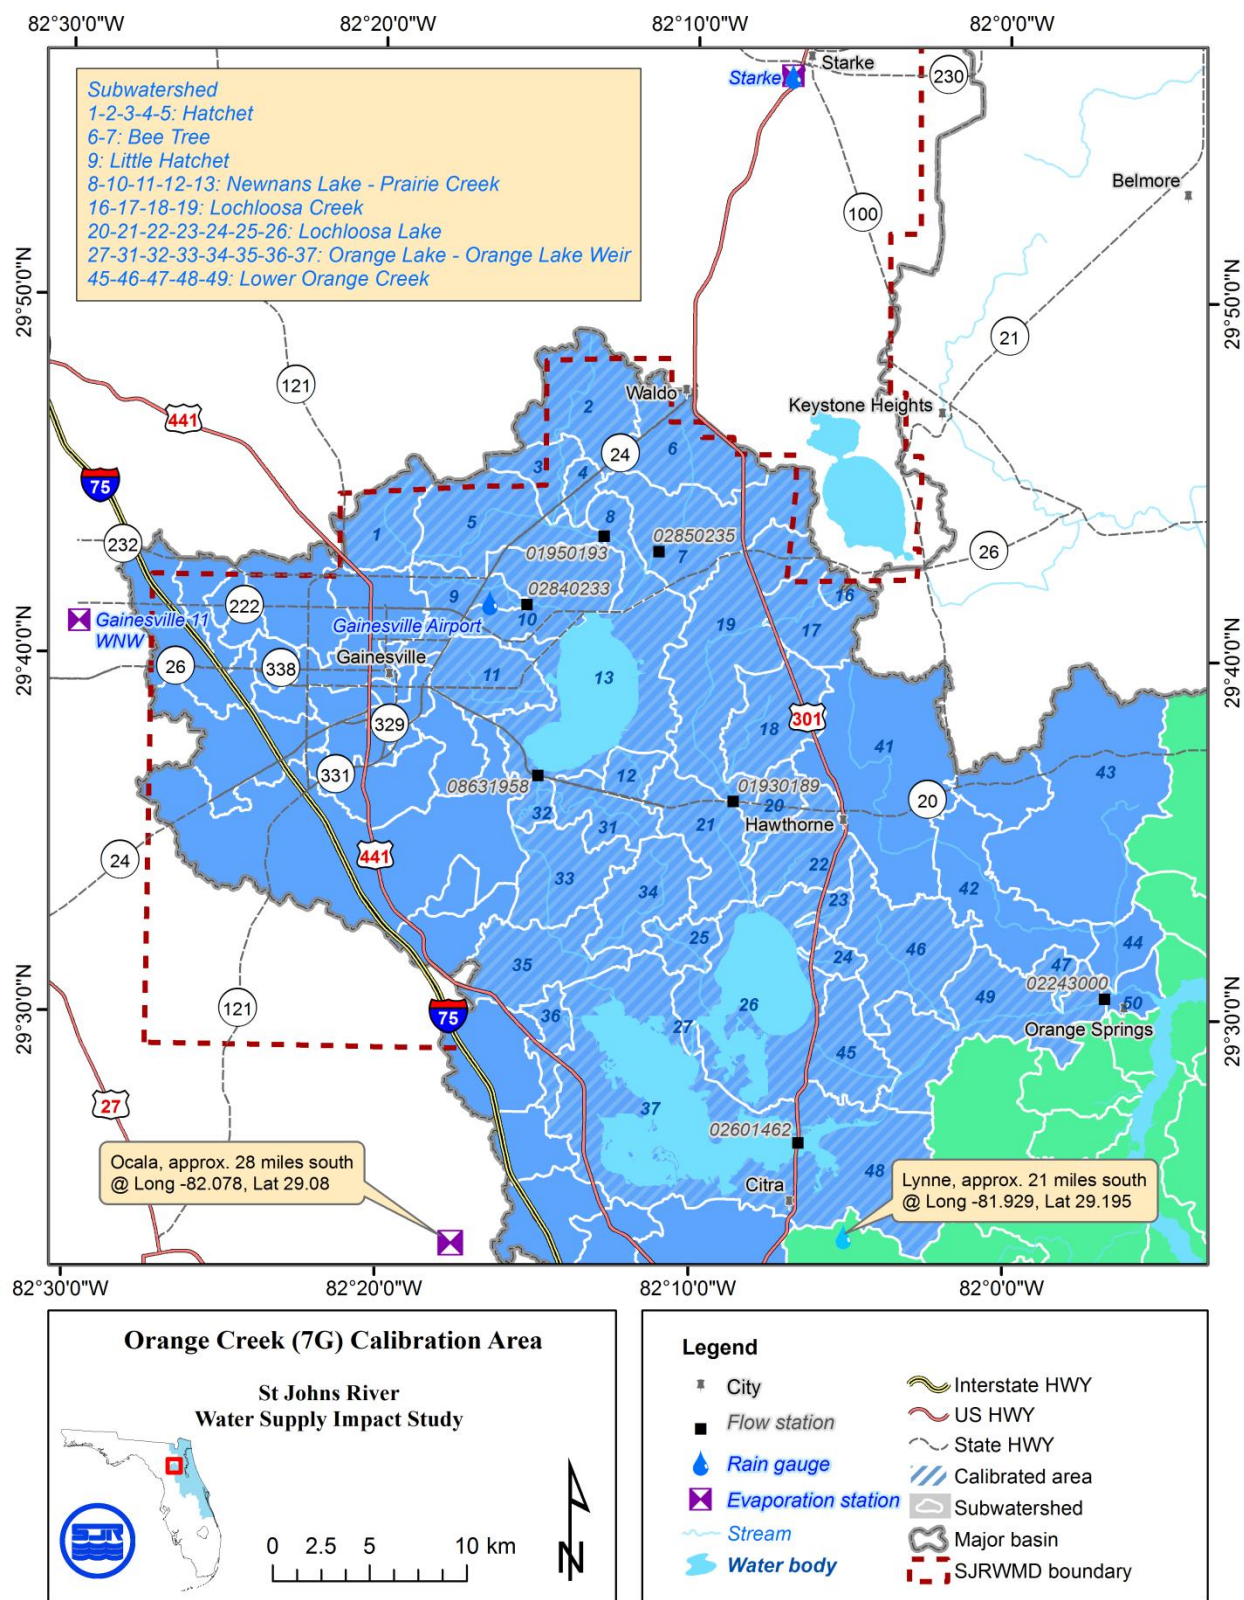 82°30'0"W 82°20'0"W 82°10'0"W 82°0'0"W
Subwatershed
1-2-3-4-5: Hatchet
6-7: Bee Tree
9: Little Hatchet
8-10-11-12-13: Newnans Lake - Prairie Creek
16-17-18-19: Lochloosa Creek
20-21-22-23-24-25-26: Lochloosa Lake
27-31-32-33-34-35-36-37: Orange Lake - Orange Lake Weir
45-46-47-48-49: Lower Orange Creek
Starke
Starke
230
Belmore
100
29°50'0"N
29°50'0"N
21
121
441
Waldo
Keystone Heights
2
24
6
3
4
75
1
5
8
232
01950193
02850235
7
26
222
9
02840233
10
16
Gainesville 11
WNW
Gainesville Airport
19
17
29°40'0"N
29°40'0"N
26
338
Gainesville
11
13
329
18
301
41
331
08631958
12
01930189
43
32
20
20
31
21
Hawthorne
441
24
22
33
34
23
42
25
46
44
35
24
47
02243000
121
49
50
29°30'0"N
29°30'0"N
75
36
27
26
Orange Springs
45
27
37
02601462
48
Ocala, approx. 28 miles south
@ Long -82.078, Lat 29.08
Citra
Lynne, approx. 21 miles south
@ Long -81.929, Lat 29.195
82°30'0"W 82°20'0"W 82°10'0"W 82°0'0"W
Orange Creek (7G) Calibration Area
St Johns River
Water Supply Impact Study
SJR
0 2.5 5 10 km
N
Legend
City
Flow station
Rain gauge
Evaporation station
Stream
Water body
Interstate HWY
US HWY
State HWY
Calibrated area
Subwatershed
Major basin
SJRWMD boundary